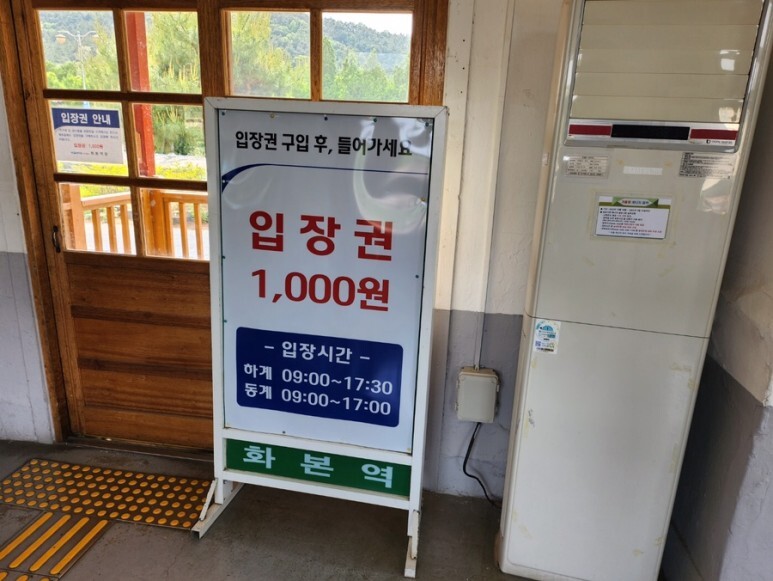 입장권 안내
입장권 구입 후, 들어가세요
입장권
1,000원
- 입장시간 -
하계 09:00~17:30
동계 09:00~17:00
화본역